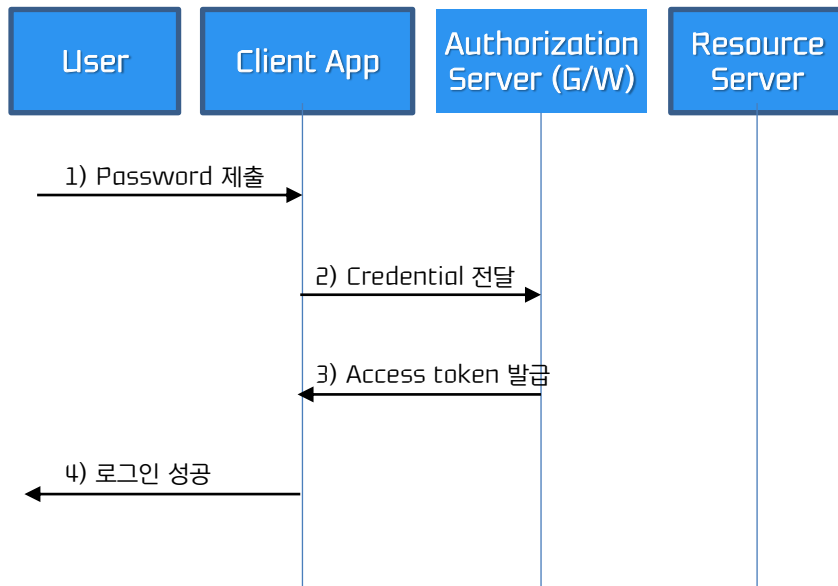 User
Client App
Authorization
Server (G/W)
Resource
Server
1) Password 제출
2) Credential 전달
3) Access token 발급
4) 로그인 성공